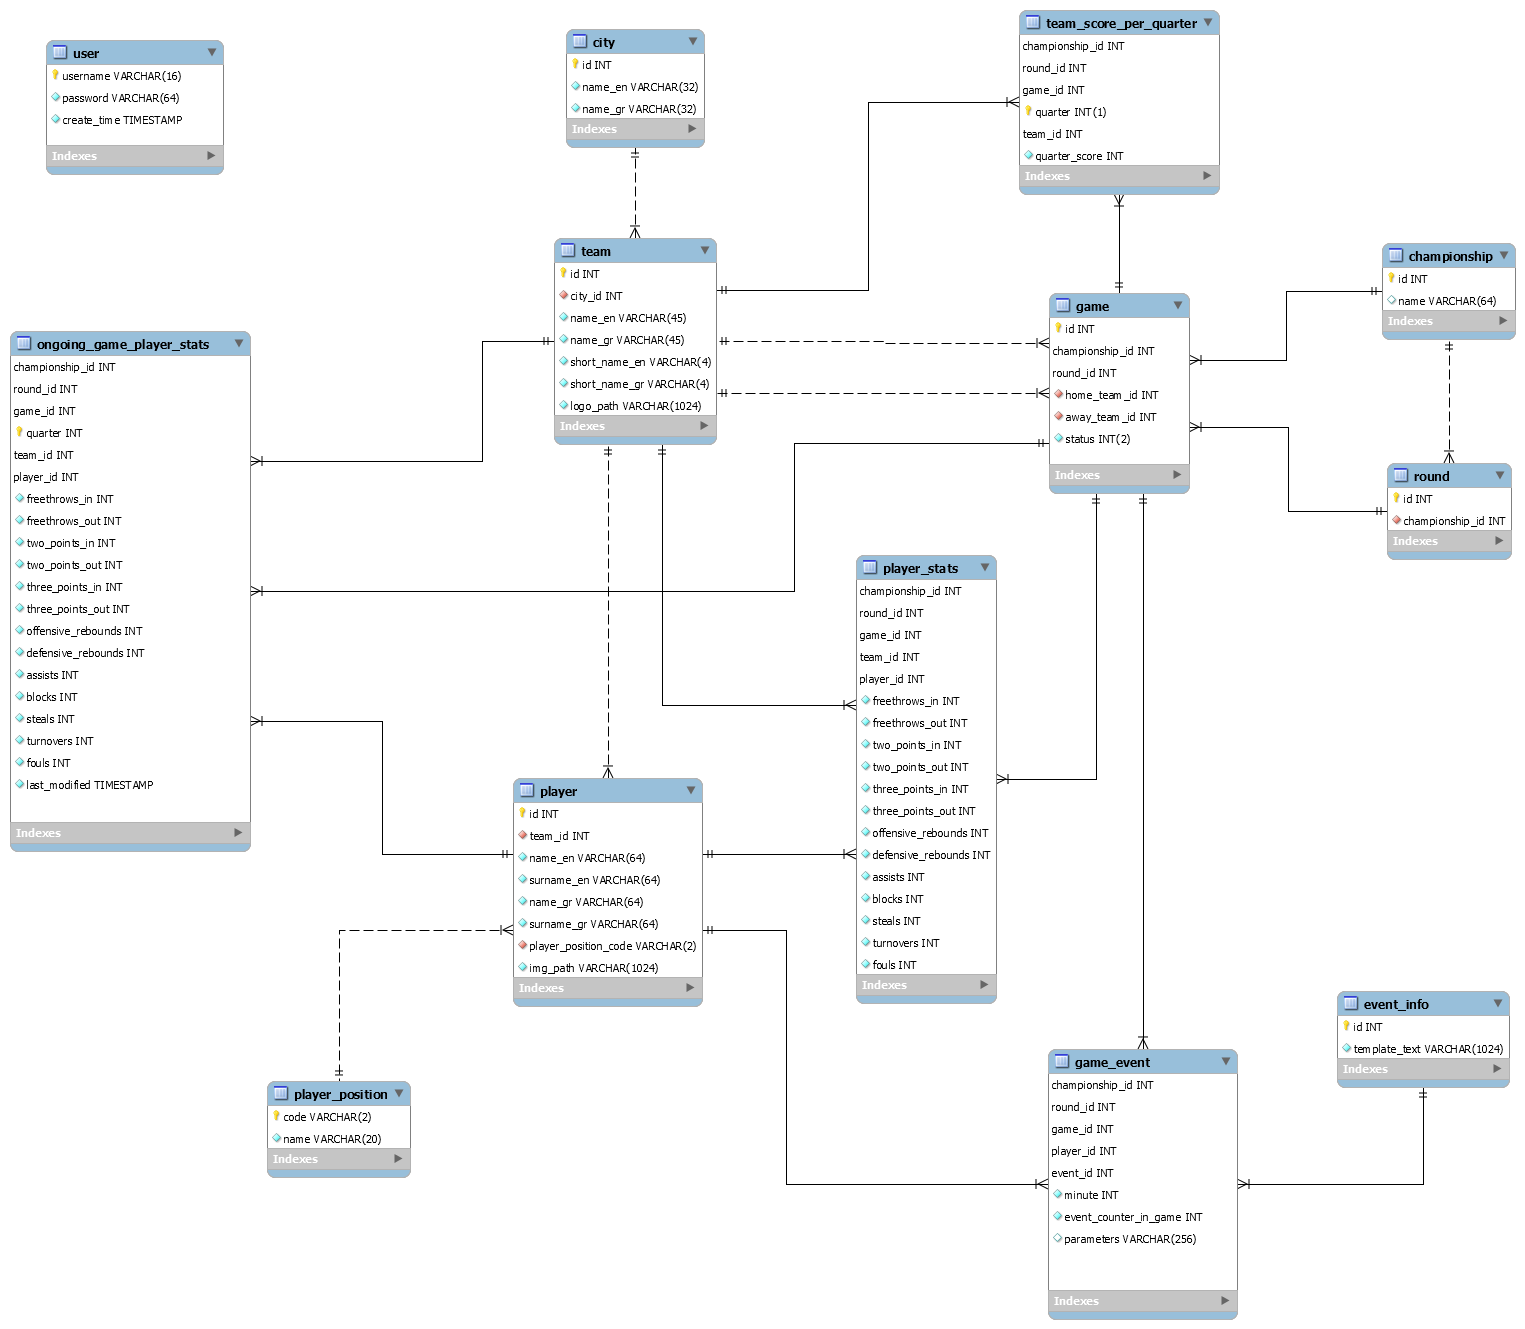 user
username VARCHAR(16)
password VARCHAR(64)
create_time TIMESTAMP
Indexes
city
id INT
name_en VARCHAR(32)
name_gr VARCHAR(32)
Indexes
team_score_per_quarter
championship_id INT
round_id INT
game_id INT
quarter INT(1)
team_id INT
quarter_score INT
Indexes
team
id INT
city_id INT
name_en VARCHAR(45)
name_gr VARCHAR(45)
short_name_en VARCHAR(4)
short_name_gr VARCHAR(4)
logo_path VARCHAR(1024)
Indexes
game
id INT
championship_id INT
round_id INT
home_team_id INT
away_team_id INT
status INT(2)
Indexes
championship
id INT
name VARCHAR(64)
Indexes
round
id INT
championship_id INT
Indexes
ongoing_game_player_stats
championship_id INT
round_id INT
game_id INT
quarter INT
team_id INT
player_id INT
freethrows_in INT
freethrows_out INT
two_points_in INT
two_points_out INT
three_points_in INT
three_points_out INT
offensive_rebounds INT
defensive_rebounds INT
assists INT
blocks INT
steals INT
turnovers INT
fouls INT
last_modified TIMESTAMP
Indexes
player_stats
championship_id INT
round_id INT
game_id INT
team_id INT
player_id INT
freethrows_in INT
freethrows_out INT
two_points_in INT
two_points_out INT
three_points_in INT
three_points_out INT
offensive_rebounds INT
defensive_rebounds INT
assists INT
blocks INT
steals INT
turnovers INT
fouls INT
Indexes
player
id INT
team_id INT
name_en VARCHAR(64)
surname_en VARCHAR(64)
name_gr VARCHAR(64)
surname_gr VARCHAR(64)
player_position_code VARCHAR(2)
img_path VARCHAR(1024)
Indexes
player_position
code VARCHAR(2)
name VARCHAR(20)
Indexes
game_event
championship_id INT
round_id INT
game_id INT
player_id INT
event_id INT
minute INT
event_counter_in_game INT
parameters VARCHAR(256)
Indexes
event_info
id INT
template_text VARCHAR(1024)
Indexes